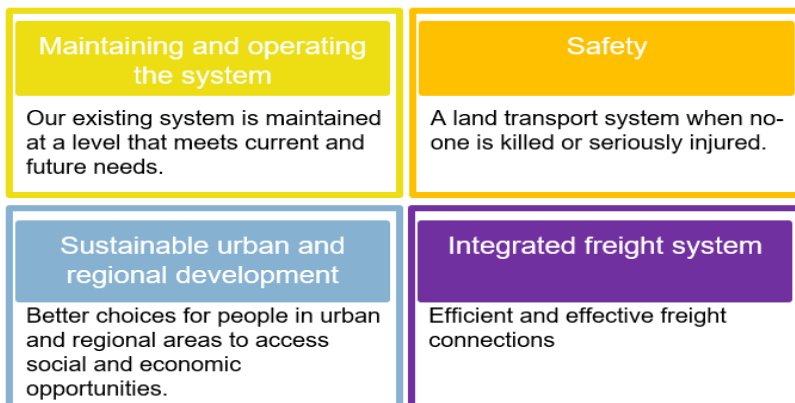 Maintaining and operating
the system
Our existing system is maintained
at a level that meets current and
future needs.
Safety
A land transport system when no-
one is killed or seriously injured.
Sustainable urban and
regional development
Better choices for people in urban
and regional areas to access
social and economic
opportunities.
Integrated freight system
Efficient and effective freight
connections